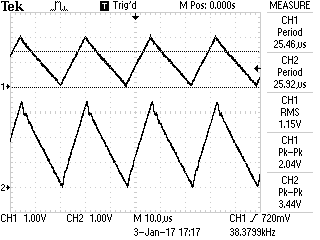 Tek Trig'd M Pos: 0.000s MEASURE
CH1
Period
25.46µs
CH2
Period
25.92µs
CH1
RMS
1.15V
CH1
Pk-Pk
2.04V
CH2
Pk-Pk
3.44V
1
2
CH1 1.00V CH2 1.00V M 10.0µs CH1 720mV
3-Jan-17 17:17 38.3799kHz